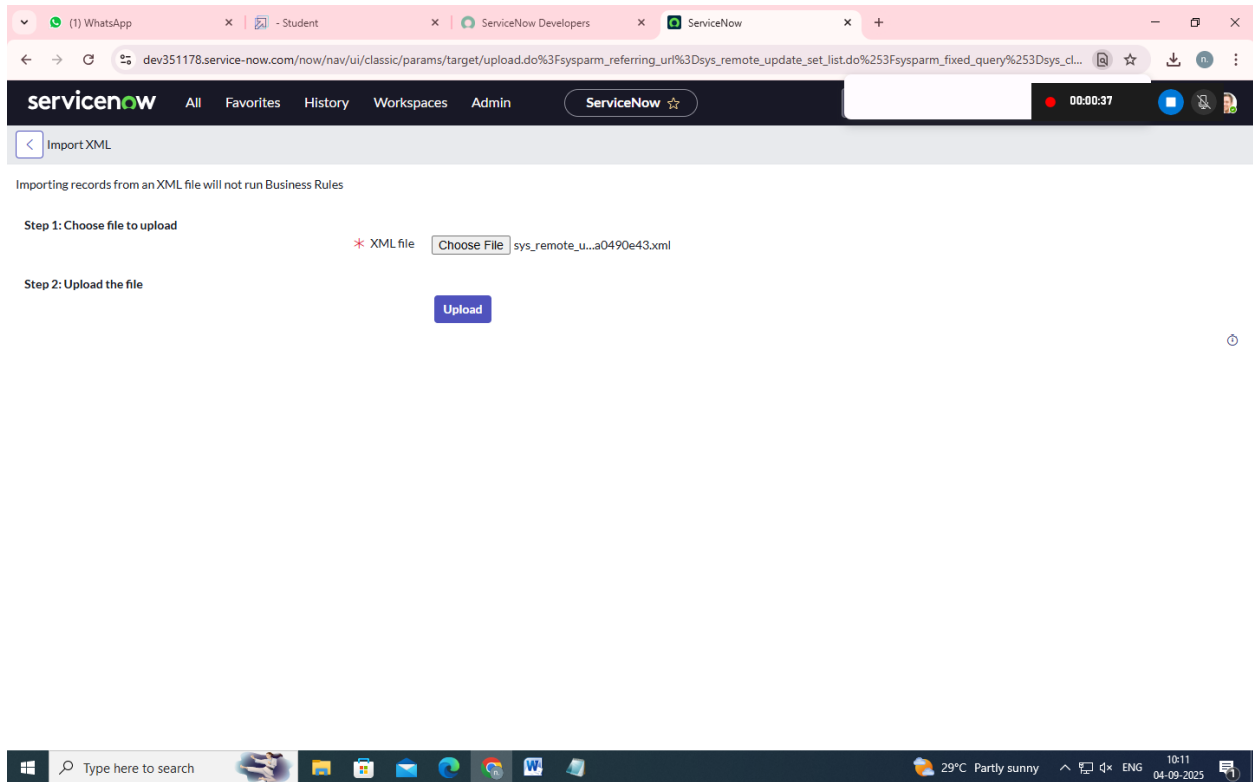 (1) WhatsApp
- Student
ServiceNow Developers
ServiceNow
dev351178.service-now.com/now/nav/ui/classic/params/target/upload.do%3Fsysparm_referring_url%3Dsys_remote_update_set_list.do%253Fsysparm_fixed_query%253Dsys_cl...
n.
servicenow All Favorites History Workspaces Admin ServiceNow 00:00:37
Import XML
Importing records from an XML file will not run Business Rules
Step 1: Choose file to upload
XML file Choose File sys_remote_u...a0490e43.xml
Step 2: Upload the file
Upload
Type here to search
29°C Partly sunny
ENG
10:11
04-09-2025